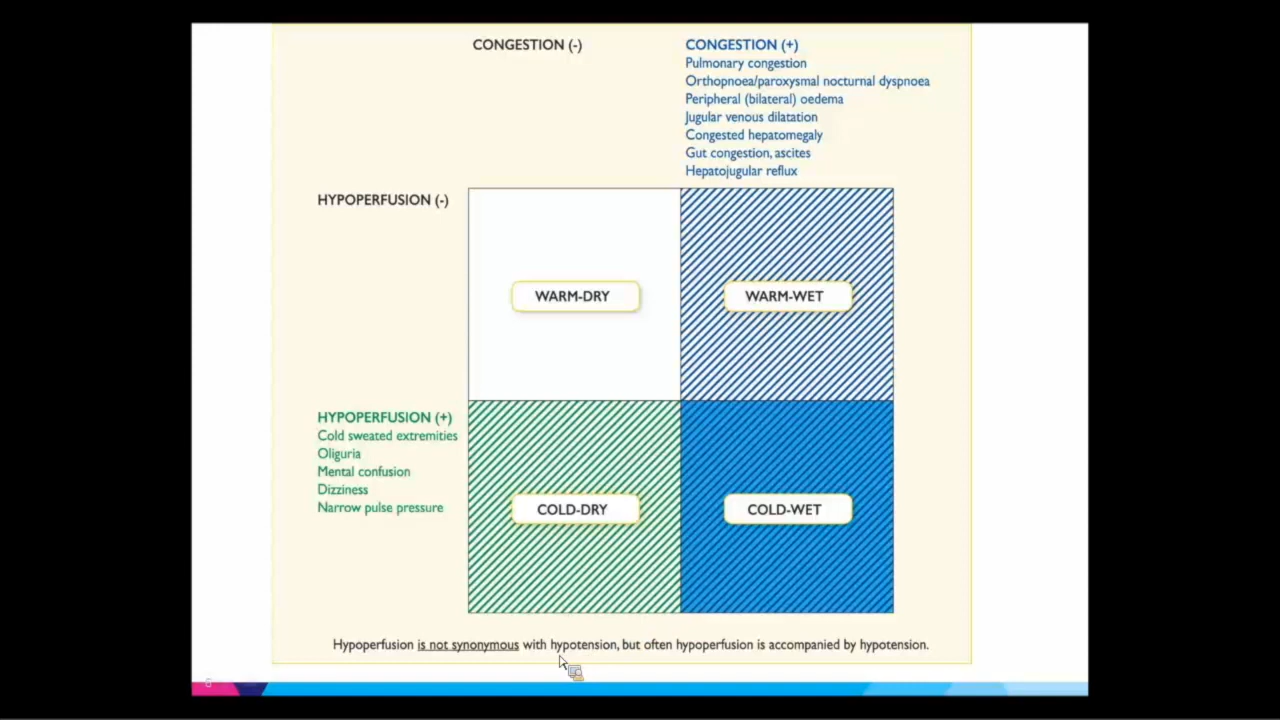 CONGESTION (-)
CONGESTION (+)
Pulmonary congestion
Orthopnoea/paroxysmal nocturnal dyspnoea
Peripheral (bilateral) oedema
Jugular venous dilatation
Congested hepatomegaly
Gut congestion, ascites
Hepatojugular reflux
HYPOPERFUSION (-)
WARM-DRY
WARM-WET
HYPOPERFUSION (+)
Cold sweated extremities
Oliguria
Mental confusion
Dizziness
Narrow pulse pressure
COLD-DRY
COLD-WET
Hypoperfusion is not synonymous with hypotension, but often hypoperfusion is accompanied by hypotension.